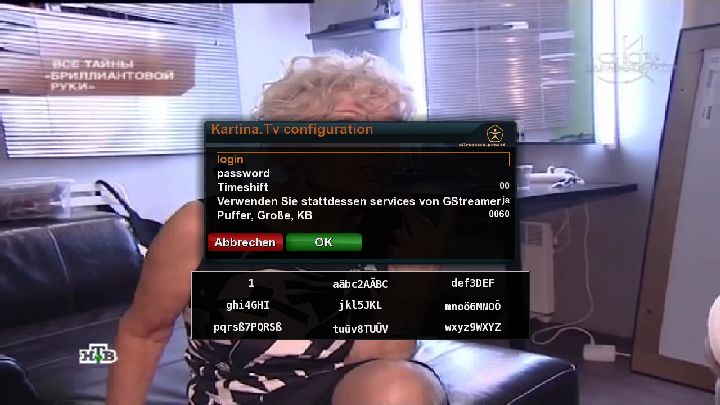 ВСЕ ТАЙНЫ
«БРИЛЛИАНТОВОЙ
РУКИ»
Kartina.Tv configuration
login
password
Timeshift 00
Verwenden Sie stattdessen services von GStreamer ja
Puffer, Große, KB 0060
Abbrechen OK
1 aäbc2AÄBC def3DEF
ghi4GHI jkl5JKL mnoö6MNOÖ
pqrsß7PQRSß tuüv8TUÜV wxyz9WXYZ
НТВ